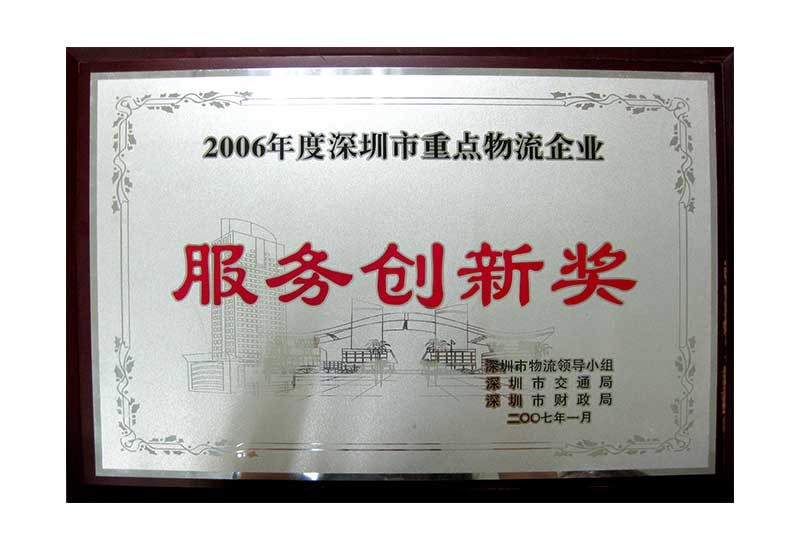 2006年度深圳市重点物流企业
服务创新奖
深圳市物流领导小组
深圳市交通局
深圳市财政局
二〇〇七年一月